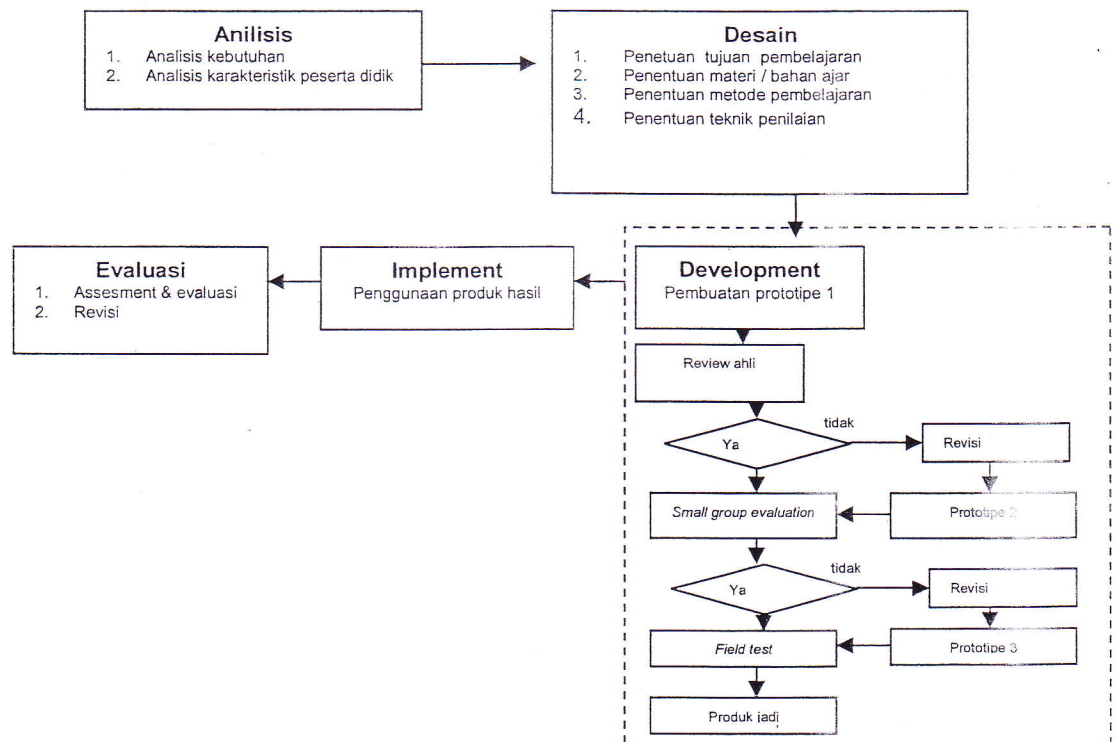 Anilisis
1. Analisis kebutuhan
2. Analisis karakteristik peserta didik
Desain
1. Penetuan tujuan pembelajaran
2. Penentuan materi / bahan ajar
3. Penentuan metode pembelajaran
4. Penentuan teknik penilaian
Evaluasi
1. Assesment & evaluasi
2. Revisi
Implement
Penggunaan produk hasil
Development
Pembuatan prototipe 1
Review ahli
Ya
tidak
Revisi
Small group evaluation
Prototipe 2
Ya
tidak
Revisi
Field test
Prototipe 3
Produk jadi